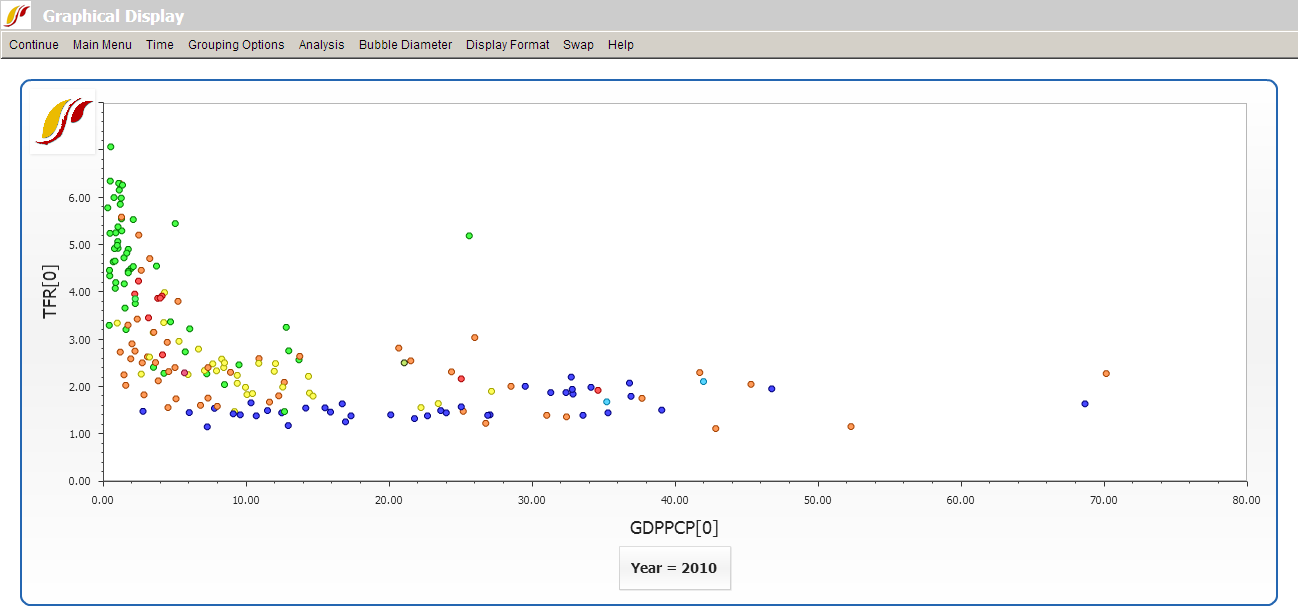 Graphical Display
Continue Main Menu Time Grouping Options Analysis Bubble Diameter Display Format Swap Help
6.00
5.00
4.00
3.00
2.00
1.00
0.00
TFR[0]
0.00 10.00 20.00 30.00 40.00 50.00 60.00 70.00 80.00
GDPPCP[0]
Year = 2010